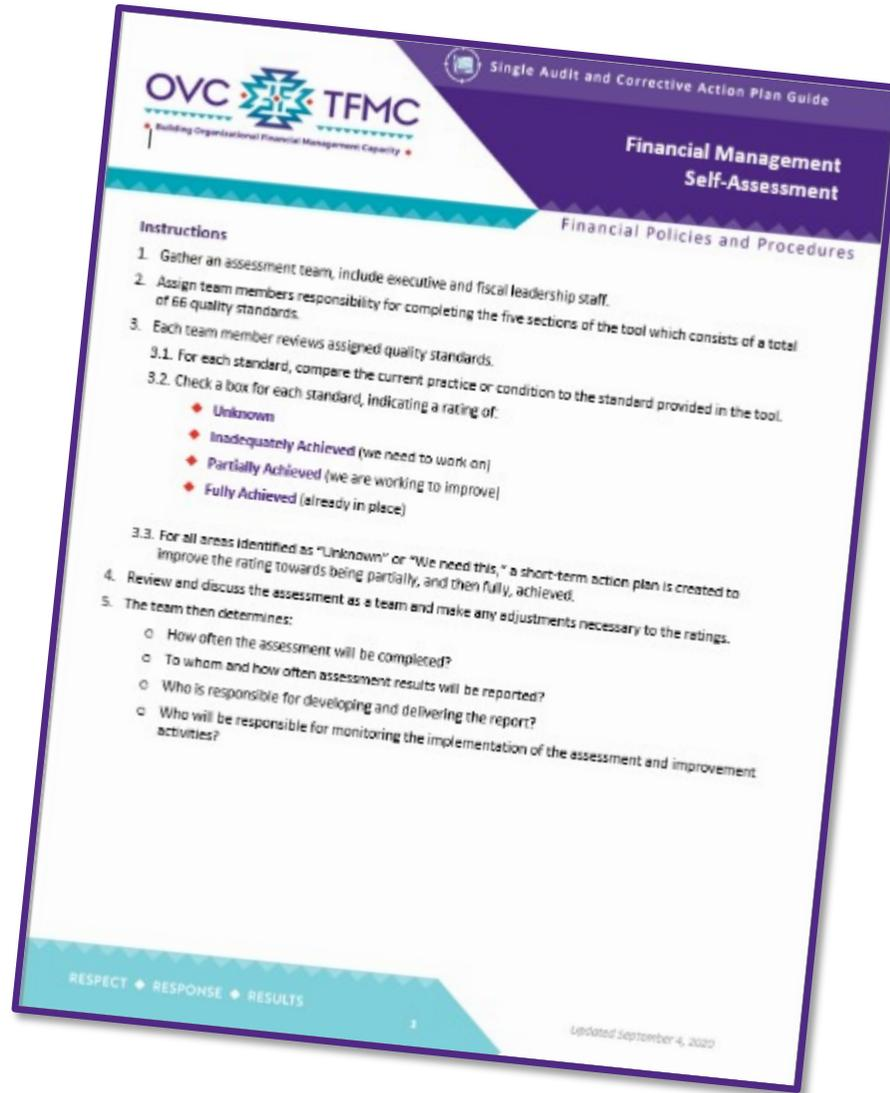 Single Audit and Corrective Action Plan Guide
OVC TFMC
Building Organizational Financial Management Capacity
Financial Management
Self-Assessment
Financial Policies and Procedures
Instructions
1. Gather an assessment team, include executive and fiscal leadership staff.
2. Assign team members responsibility for completing the five sections of the tool which consists of a total
of 66 quality standards.
3. Each team member reviews assigned quality standards.
3.1. For each standard, compare the current practice or condition to the standard provided in the tool.
3.2. Check a box for each standard, indicating a rating of:
Unknown
Inadequately Achieved (we need to work on)
Partially Achieved (we are working to improve)
Fully Achieved (already in place)
3.3. For all areas identified as “Unknown” or “We need this,” a short-term action plan is created to
improve the rating towards being partially, and then fully, achieved.
4. Review and discuss the assessment as a team and make any adjustments necessary to the ratings.
5. The team then determines:
o How often the assessment will be completed?
o To whom and how often assessment results will be reported?
o Who is responsible for developing and delivering the report?
o Who will be responsible for monitoring the implementation of the assessment and improvement
activities?
RESPECT ◆ RESPONSE ◆ RESULTS
Updated September 4, 2020